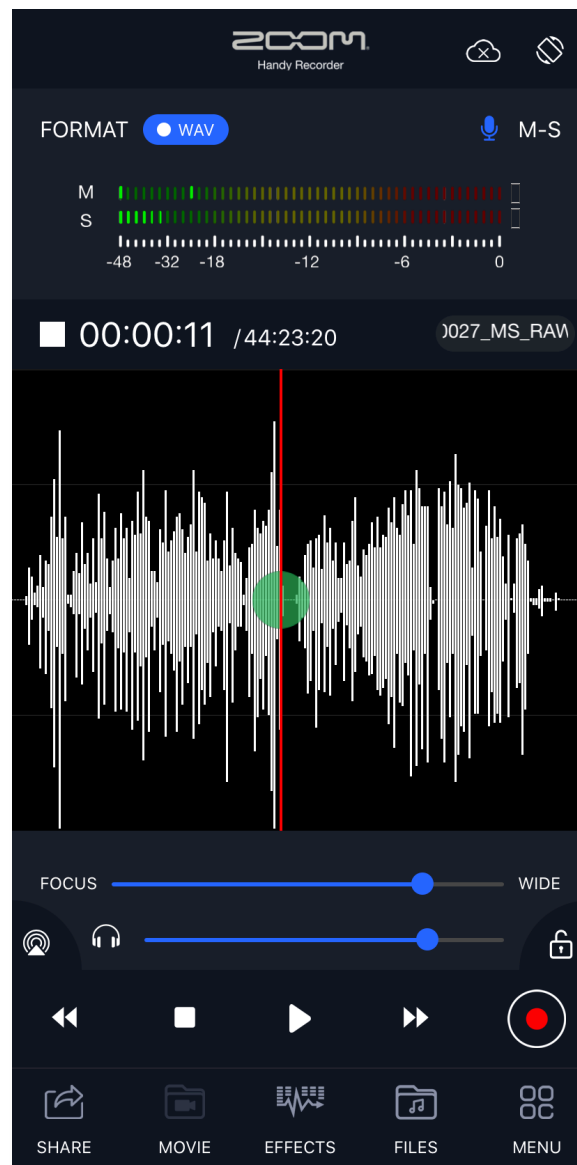 ZOOM
Handy Recorder
FORMAT WAV M-S
M
S
-48 -32 -18 -12 -6 0
00:00:11 /44:23:20 0027_MS_RAW
FOCUS WIDE
SHARE MOVIE EFFECTS FILES MENU